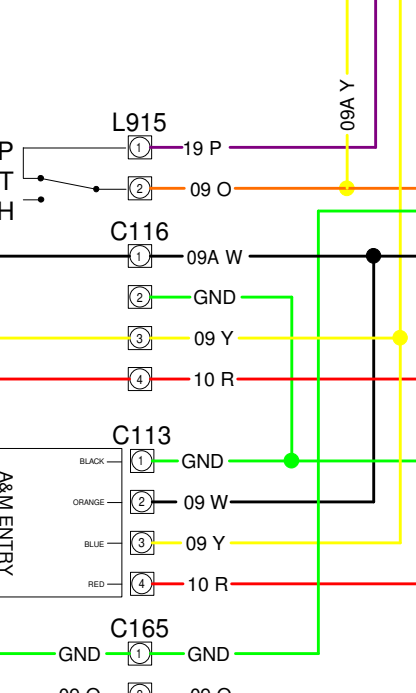 09A Y
L915
P
1
19 P
T
2
09 O
H
C116
1
09A W
2
GND
3
09 Y
4
10 R
C113
BLACK
1
GND
A&M ENTRY
ORANGE
2
09 W
BLUE
3
09 Y
RED
4
10 R
C165
GND
1
GND